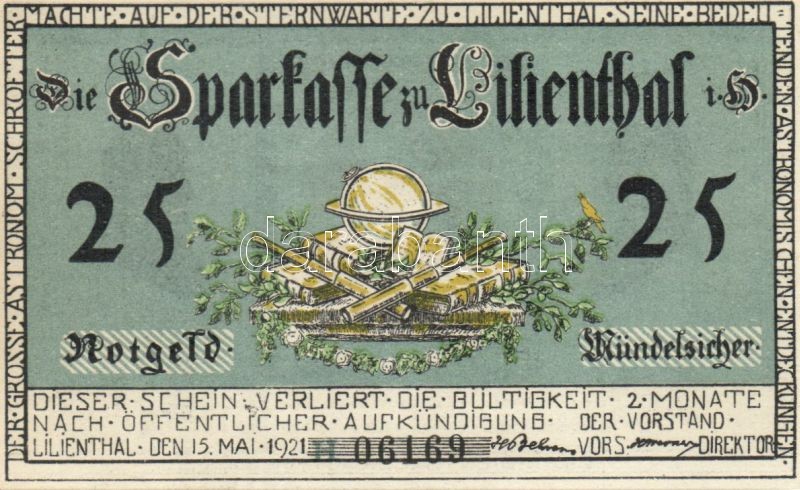 DER GROSSE ASTRONOM SCHROETER MACHTE AUF DER STERNWARTE ZU LILIENTHAL SEINE BEDEUTENDEN ASTRONOMISCHEN ENTDECKUNGEN.
Die Sparkasse zu Lilienthal i. H.
25 25
darabanth
Notgeld. Mündelsicher.
DIESER SCHEIN VERLIERT DIE GÜLTIGKEIT 2 MONATE
NACH ÖFFENTLICHER AUFKÜNDIGUNG. DER VORSTAND
LILIENTHAL, DEN 15. MAI 1921 H 06169 VORS. DIREKTOR